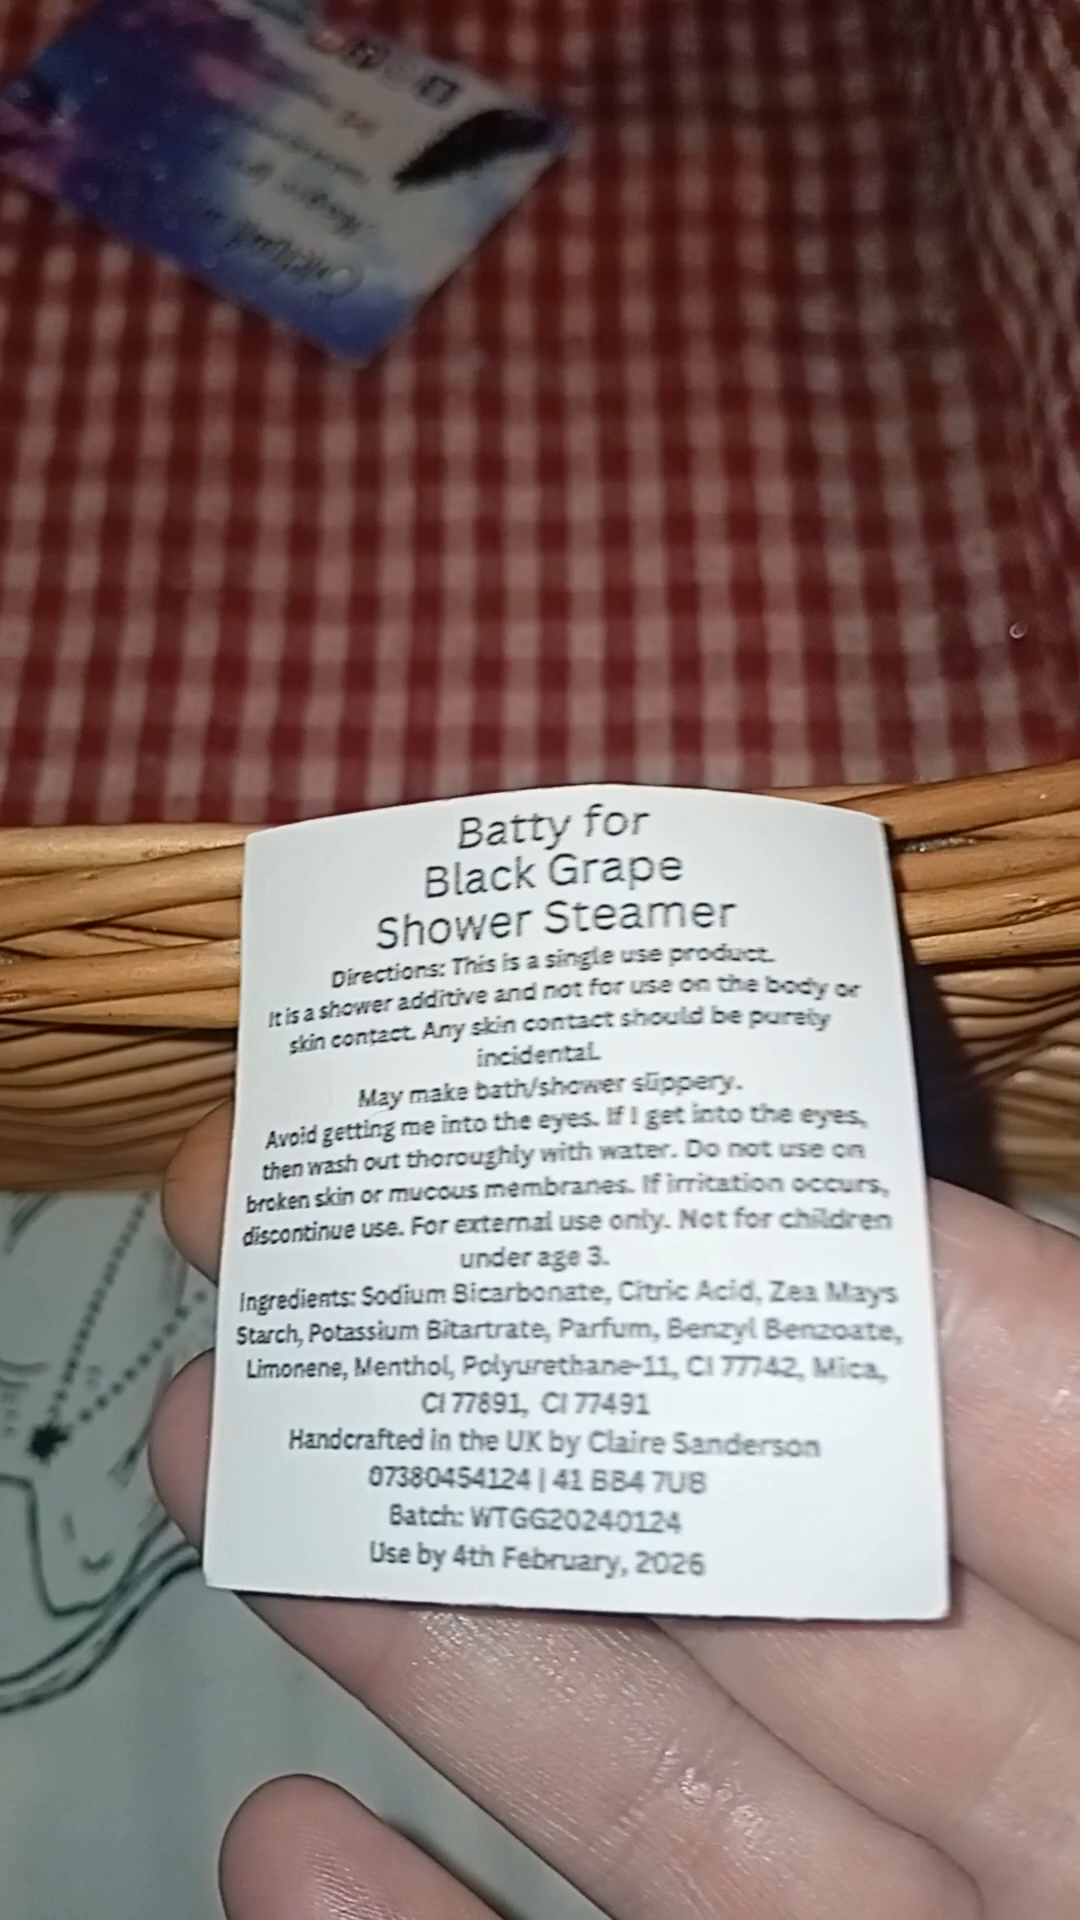 Batty for
Black Grape
Shower Steamer
Directions: This is a single use product.
It is a shower additive and not for use on the body or
skin contact. Any skin contact should be purely
incidental.
May make bath/shower slippery.
Avoid getting me into the eyes. If I get into the eyes,
then wash out thoroughly with water. Do not use on
broken skin or mucous membranes. If irritation occurs,
discontinue use. For external use only. Not for children
under age 3.
Ingredients: Sodium Bicarbonate, Citric Acid, Zea Mays
Starch, Potassium Bitartrate, Parfum, Benzyl Benzoate,
Limonene, Menthol, Polyurethane-11, CI 77742, Mica,
CI 77891, CI 77491
Handcrafted in the UK by Claire Sanderson
07380454124 | 41 BB4 7UB
Batch: WTGG20240124
Use by 4th February, 2026